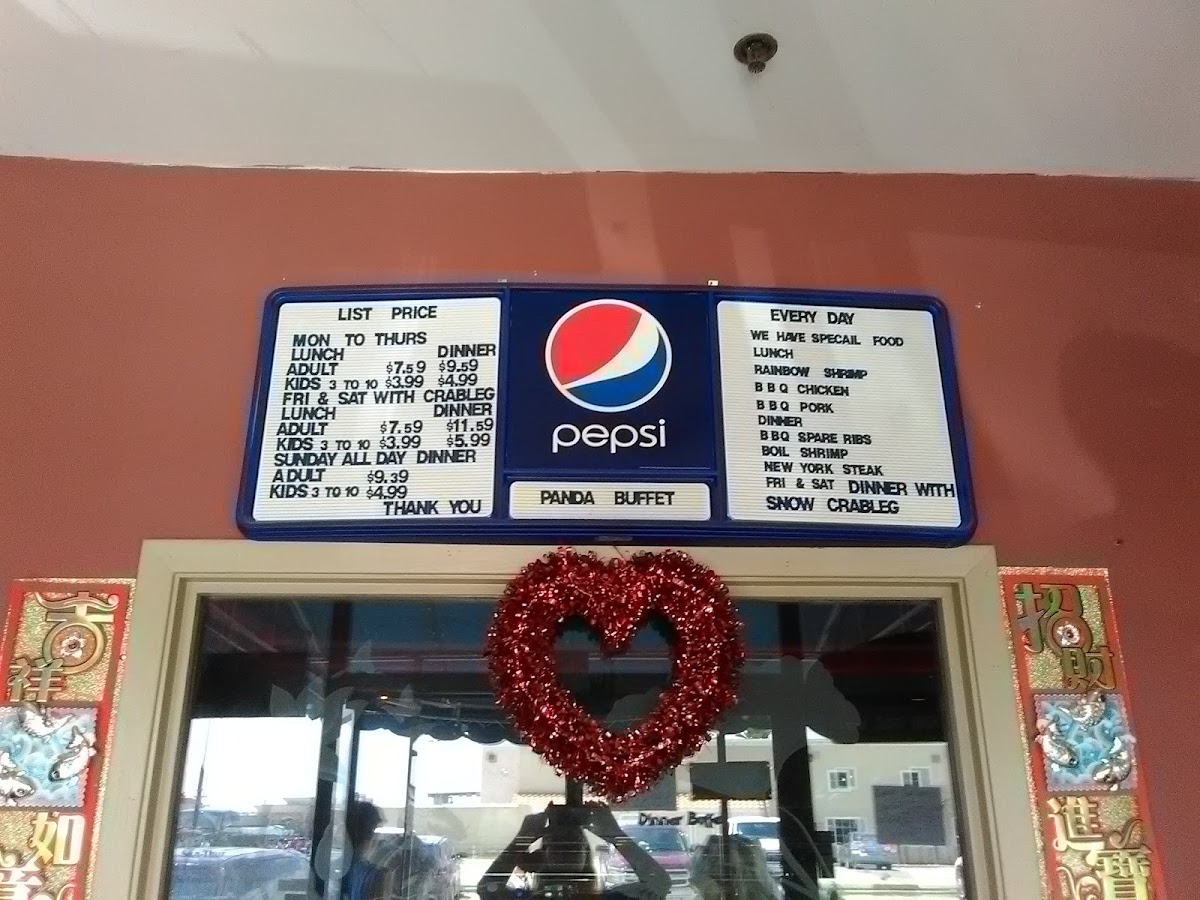 LIST PRICE
MON TO THURS
LUNCH DINNER
ADULT $7.59 $9.59
KIDS 3 TO 10 $3.99 $4.99
FRI & SAT WITH CRABLEG
LUNCH DINNER
ADULT $7.59 $11.59
KIDS 3 TO 10 $3.99 $5.99
SUNDAY ALL DAY DINNER
ADULT $9.39
KIDS 3 TO 10 $4.99
THANK YOU
pepsi
PANDA BUFFET
EVERY DAY
WE HAVE SPECAIL FOOD
LUNCH
RAINBOW SHRIMP
B B Q CHICKEN
B B Q PORK
DINNER
B B Q SPARE RIBS
BOIL SHRIMP
NEW YORK STEAK
FRI & SAT DINNER WITH
SNOW CRABLEG
吉
祥
如
意
招
財
進
寶
Dinner Buffe